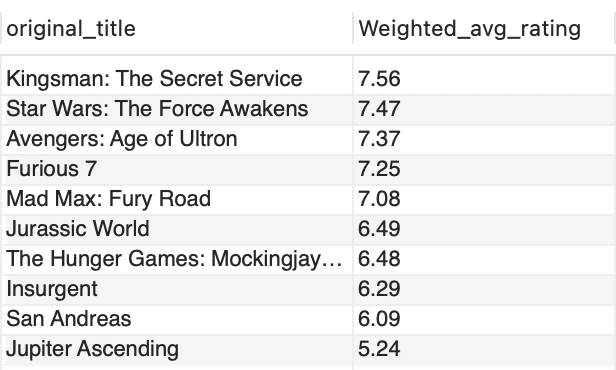 original_title Weighted_avg_rating
Kingsman: The Secret Service 7.56
Star Wars: The Force Awakens 7.47
Avengers: Age of Ultron 7.37
Furious 7 7.25
Mad Max: Fury Road 7.08
Jurassic World 6.49
The Hunger Games: Mockingjay… 6.48
Insurgent 6.29
San Andreas 6.09
Jupiter Ascending 5.24